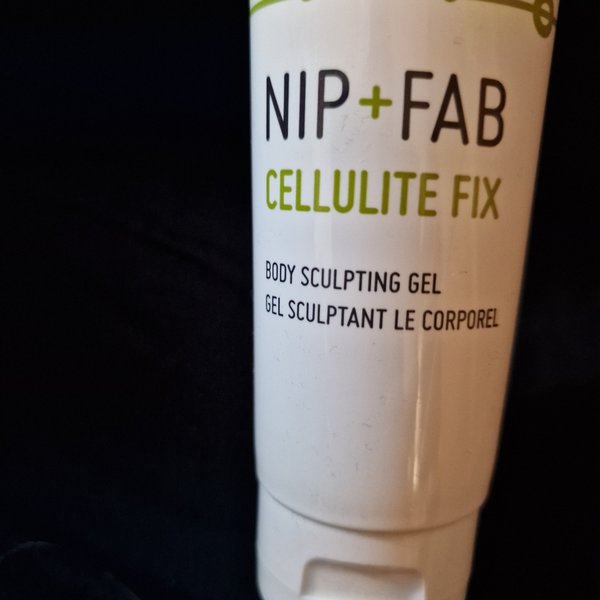 NIP+FAB
CELLULITE FIX
BODY SCULPTING GEL
GEL SCULPTANT LE CORPOREL